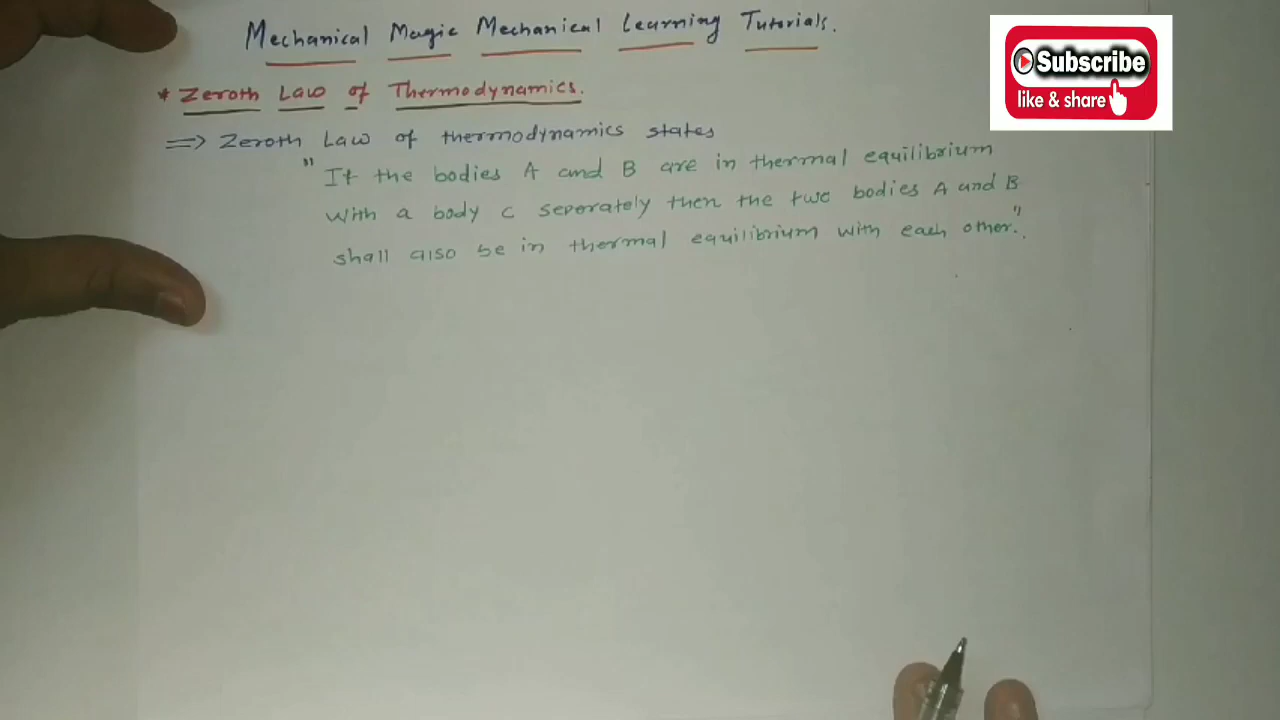 Mechanical Magic Mechanical Learning Tutorials.
Subscribe
like & share
* Zeroth Law of Thermodynamics.
=> Zeroth Law of thermodynamics states
"If the bodies A and B are in thermal equilibrium
with a body C seperately then the two bodies A and B
shall also be in thermal equilibrium with each other."